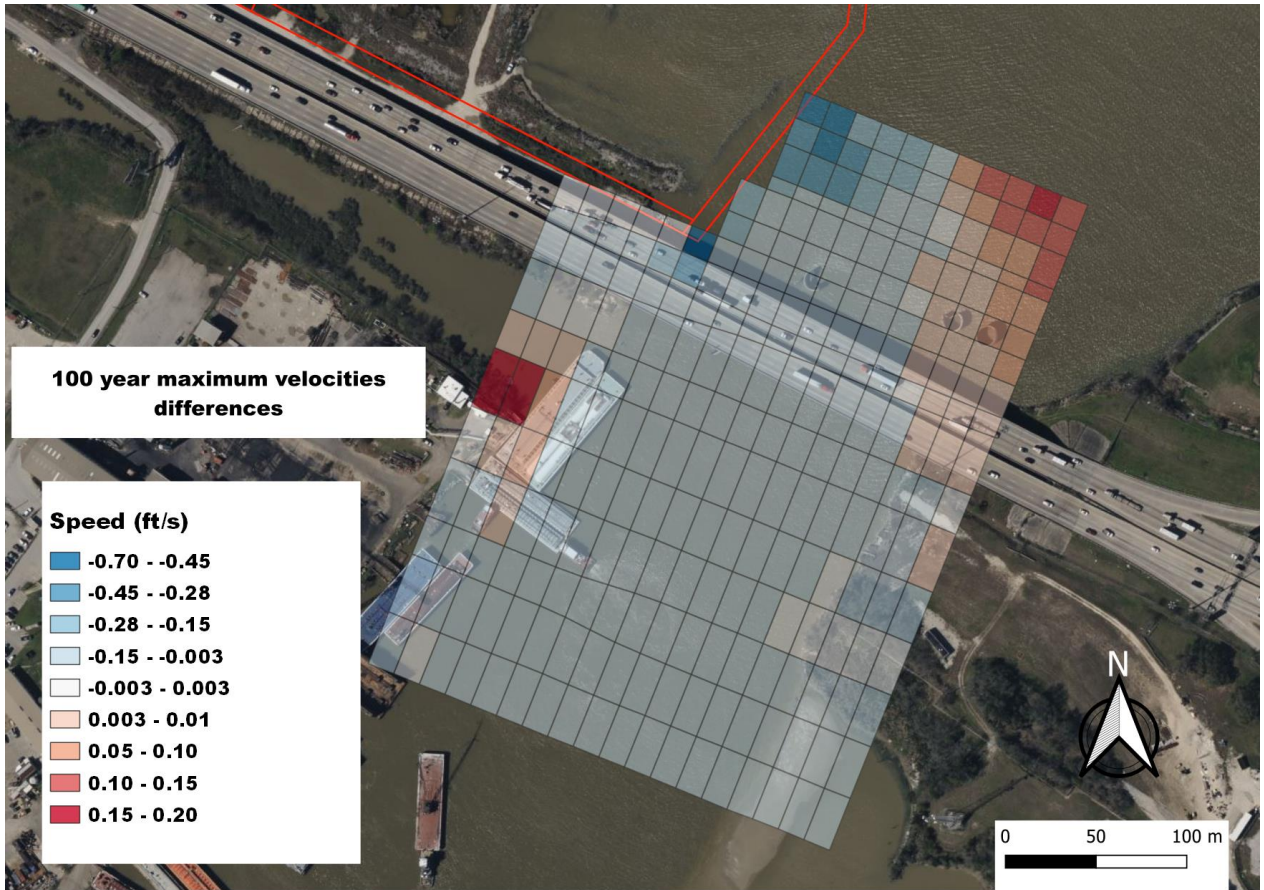 100 year maximum velocities
differences
Speed (ft/s)
-0.70 - -0.45
-0.45 - -0.28
-0.28 - -0.15
-0.15 - -0.003
-0.003 - 0.003
0.003 - 0.01
0.05 - 0.10
0.10 - 0.15
0.15 - 0.20
N
0 50 100 m